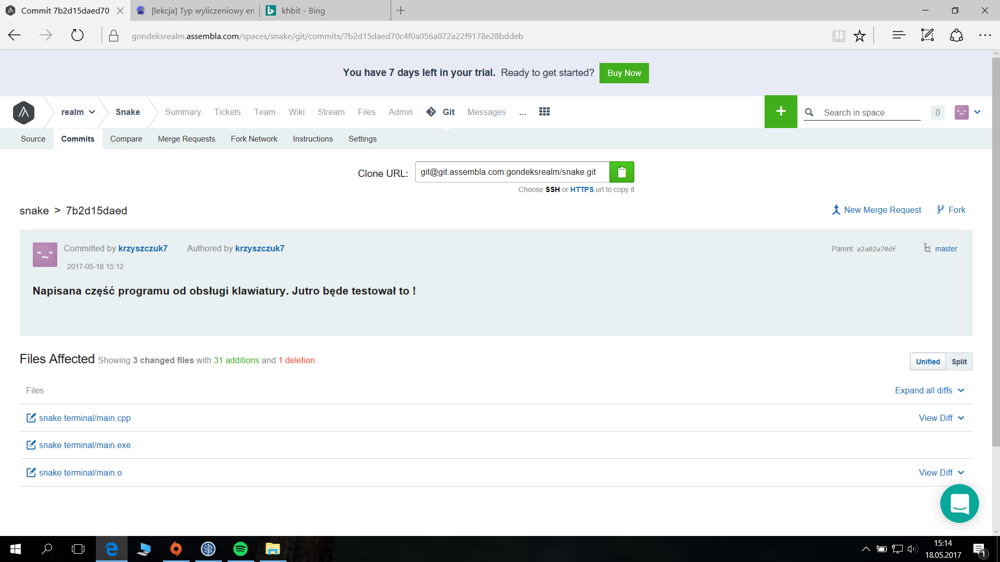 Commit 7b2d15daed70
[lekcja] Typ wyliczeniowy en
khbit - Bing
gondeksrealm.assembla.com/spaces/snake/git/commits/7b2d15daed70c4f0a056a072a22f9178e28bddeb
You have 7 days left in your trial. Ready to get started? Buy Now
realm Snake Summary Tickets Team Wiki Stream Files Admin Git Messages ... + Search in space 0
Source Commits Compare Merge Requests Fork Network Instructions Settings
Clone URL: git@git.assembla.com:gondeksrealm/snake.git
Choose SSH or HTTPS url to copy it
snake > 7b2d15daed New Merge Request Fork
Committed by krzyszczuk7 Authored by krzyszczuk7 Parent: a2a02a70df master
2017-05-18 15:12
Napisana część programu od obsługi klawiatury. Jutro będe testował to !
Files Affected Showing 3 changed files with 31 additions and 1 deletion. Unified Split
Files Expand all diffs
snake terminal/main.cpp View Diff
snake terminal/main.exe
snake terminal/main.o View Diff
15:14
18.05.2017
1